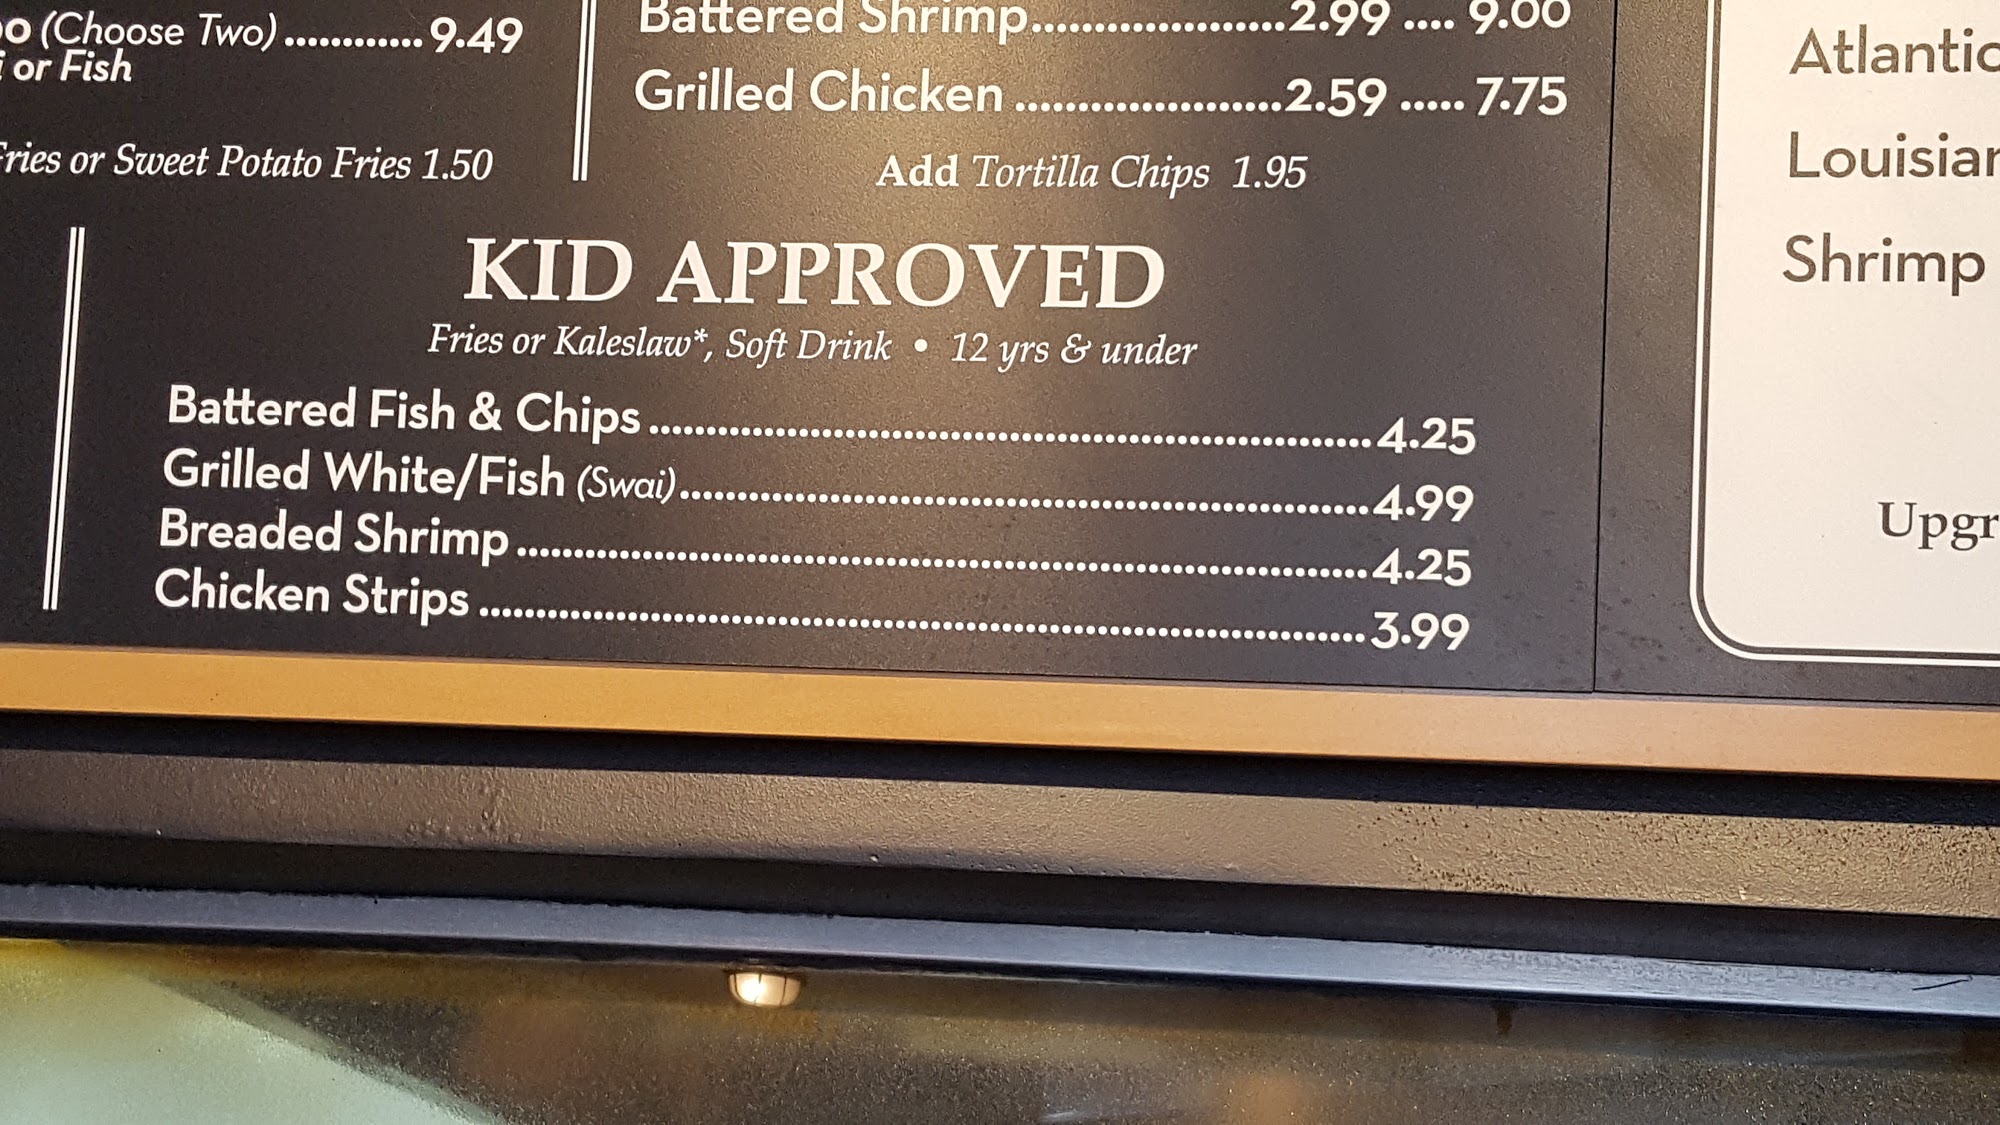 (Choose Two)............9.49
or Fish
Fries or Sweet Potato Fries 1.50
Battered Shrimp......................2.99 .... 9.00
Grilled Chicken ......................2.59 ..... 7.75
Add Tortilla Chips 1.95
KID APPROVED
Fries or Kaleslaw*, Soft Drink • 12 yrs & under
Battered Fish & Chips ........................................................................4.25
Grilled White/Fish (Swai)......................................................................4.99
Breaded Shrimp .....................................................................................4.25
Chicken Strips .........................................................................................3.99
Atlantic
Shrimp